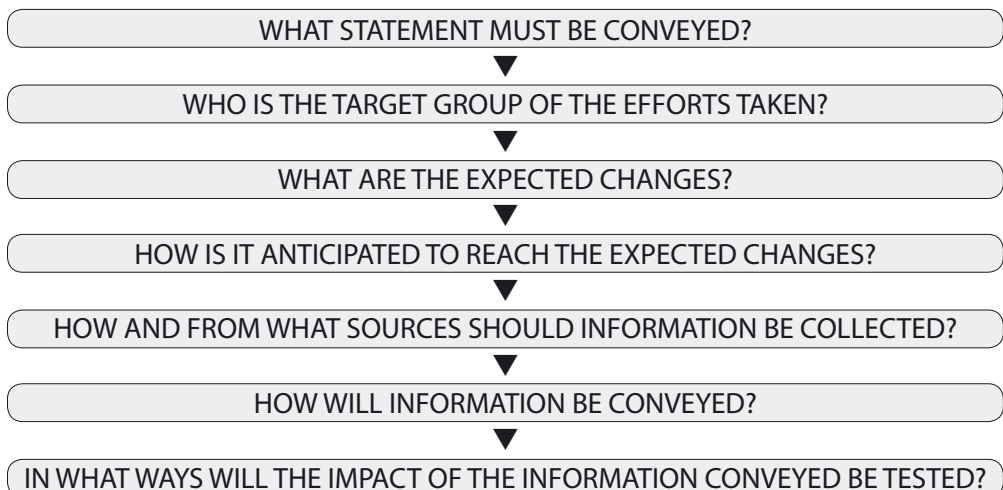 WHAT STATEMENT MUST BE CONVEYED?
WHO IS THE TARGET GROUP OF THE EFFORTS TAKEN?
WHAT ARE THE EXPECTED CHANGES?
HOW IS IT ANTICIPATED TO REACH THE EXPECTED CHANGES?
HOW AND FROM WHAT SOURCES SHOULD INFORMATION BE COLLECTED?
HOW WILL INFORMATION BE CONVEYED?
IN WHAT WAYS WILL THE IMPACT OF THE INFORMATION CONVEYED BE TESTED?